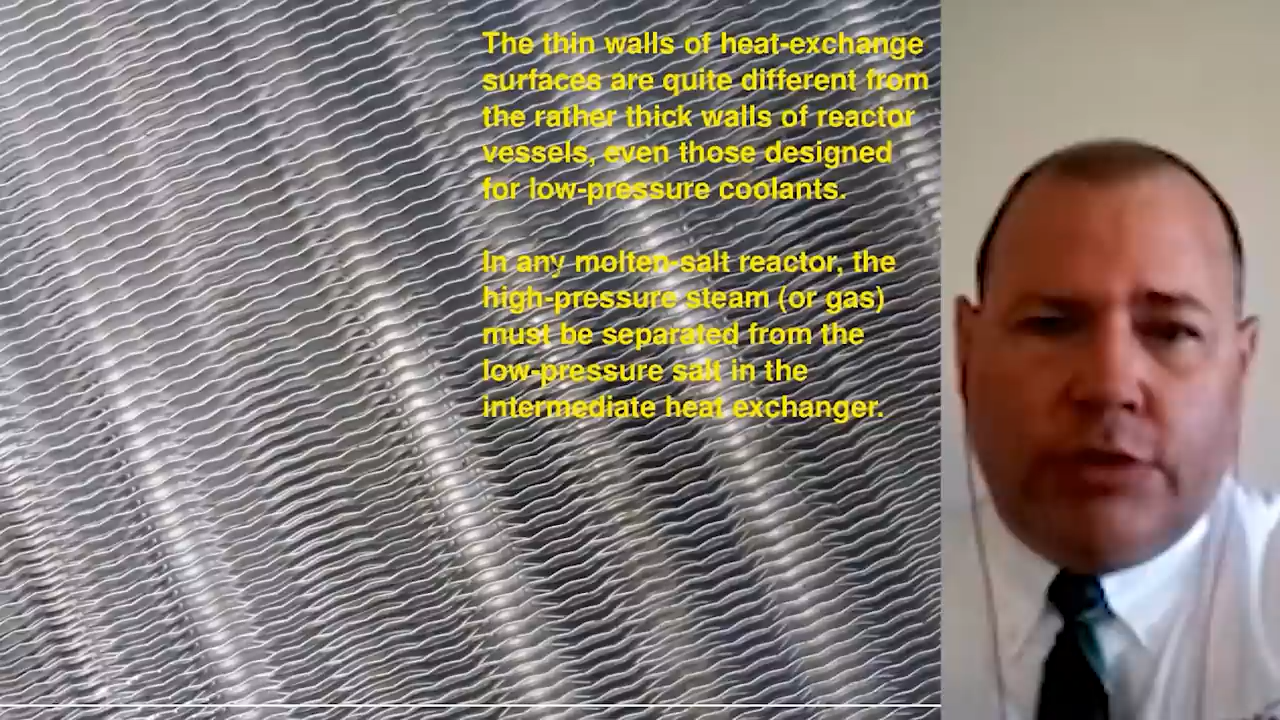 The thin walls of heat-exchange
surfaces are quite different from
the rather thick walls of reactor
vessels, even those designed
for low-pressure coolants.
In any molten-salt reactor, the
high-pressure steam (or gas)
must be separated from the
low-pressure salt in the
intermediate heat exchanger.